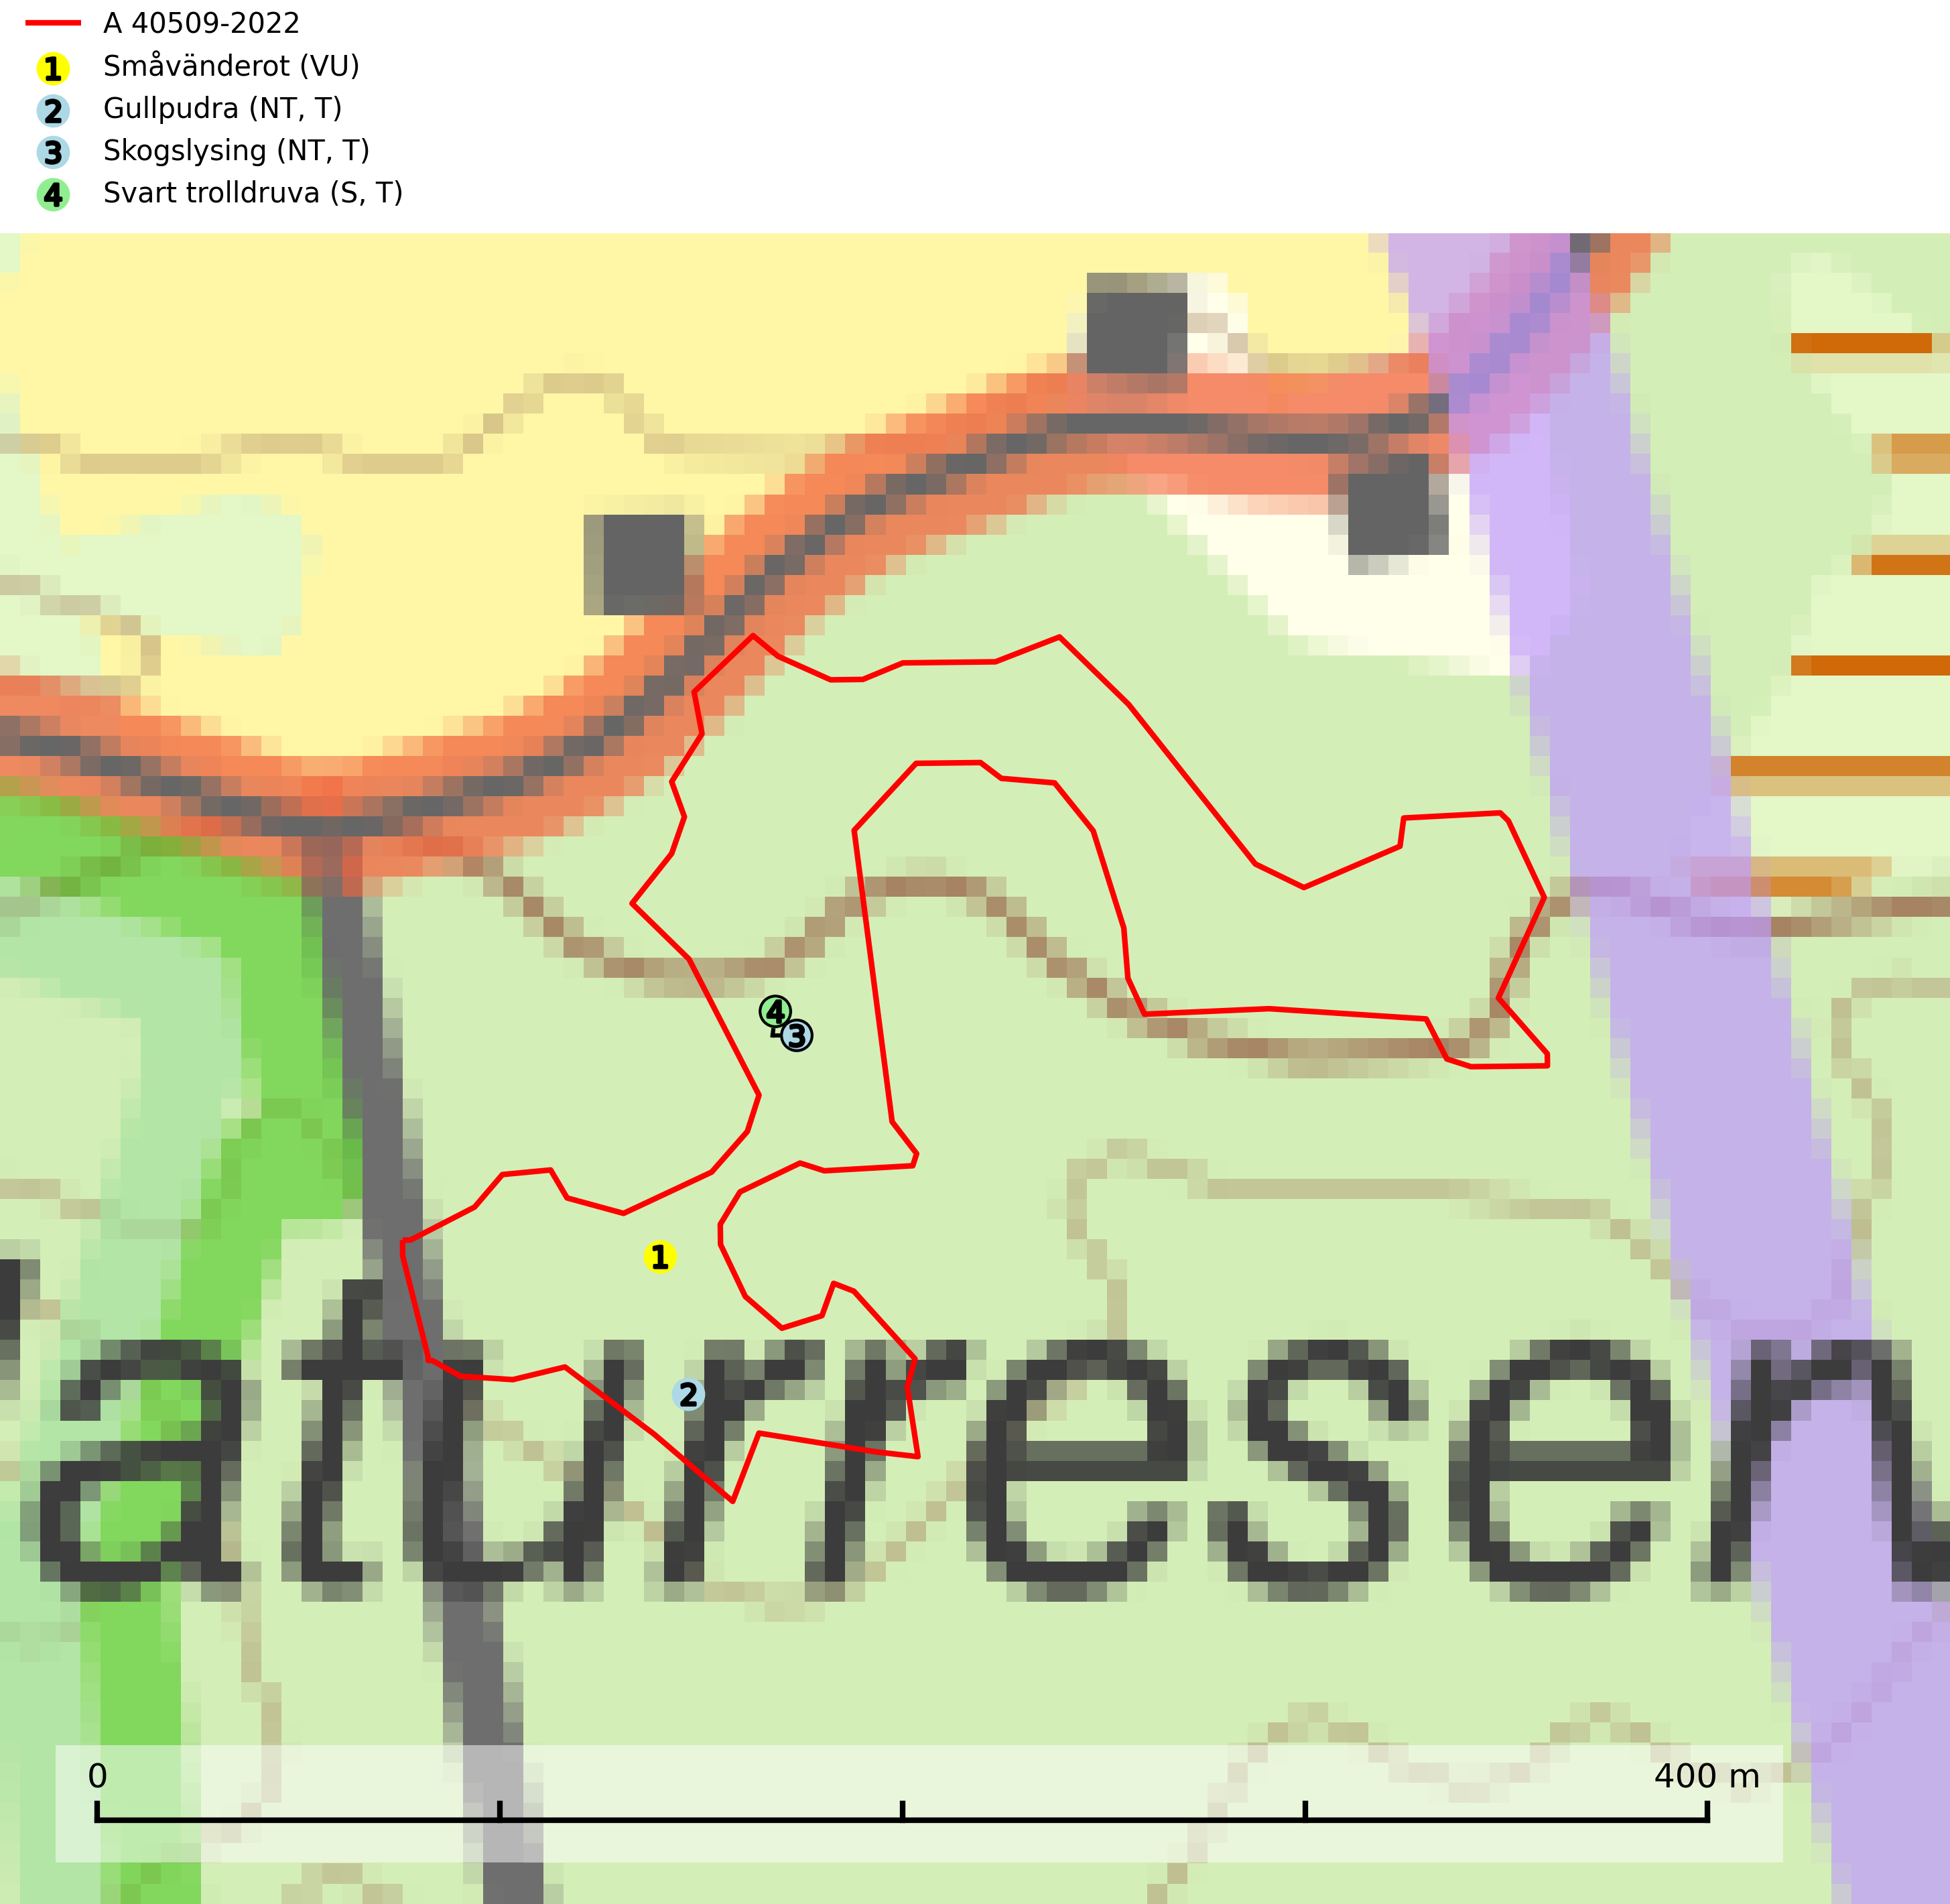 A 40509-2022
1 Småvänderot (VU)
2 Gullpudra (NT, T)
3 Skogslysing (NT, T)
4 Svart trolldruva (S, T)
4
3
1
2
aturreserv
0 400 m